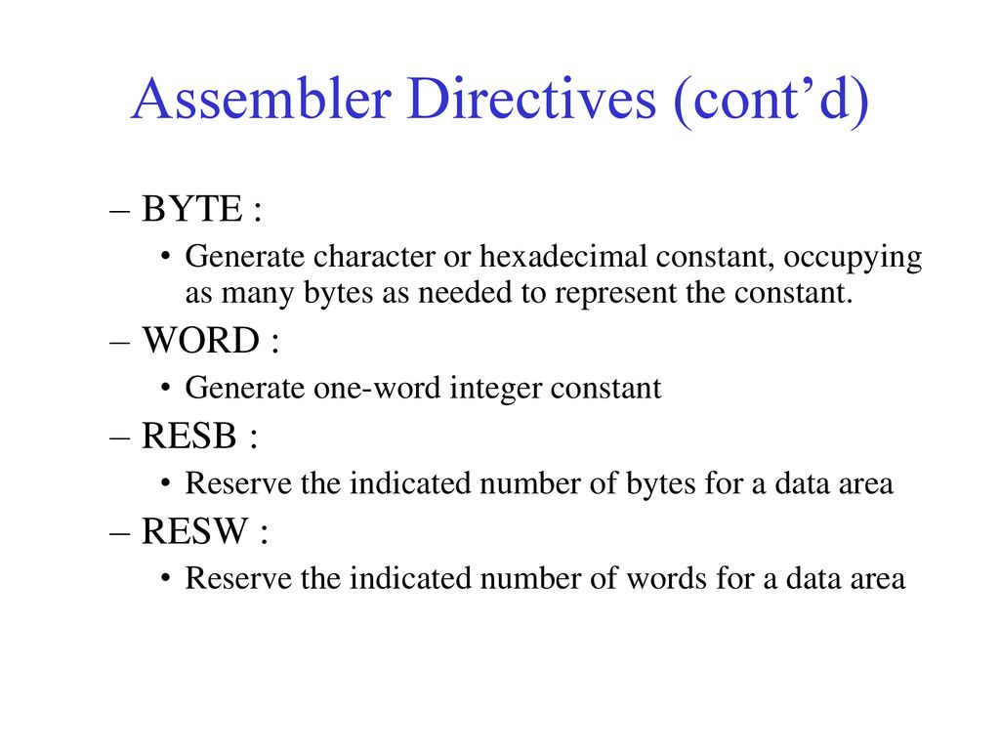 Assembler Directives (cont’d)
– BYTE :
• Generate character or hexadecimal constant, occupying
as many bytes as needed to represent the constant.
– WORD :
• Generate one-word integer constant
– RESB :
• Reserve the indicated number of bytes for a data area
– RESW :
• Reserve the indicated number of words for a data area